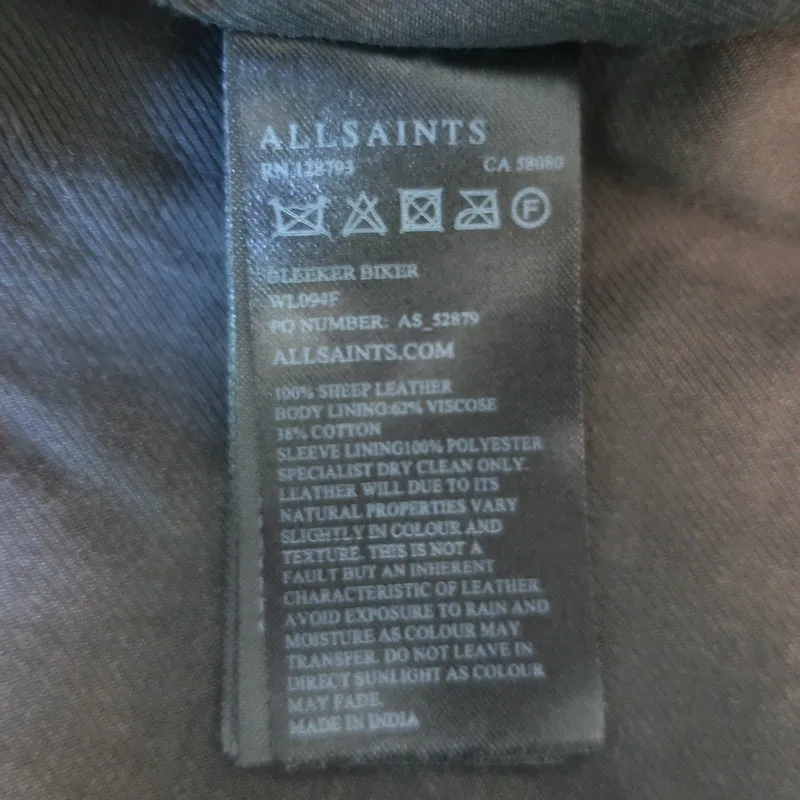 ALLSAINTS
RN 128795 CA 58080
F
BLEEKER BIKER
WL094F
PO NUMBER: AS_52879
ALLSAINTS.COM
100% SHEEP LEATHER
BODY LINING:62% VISCOSE
38% COTTON
SLEEVE LINING100% POLYESTER
SPECIALIST DRY CLEAN ONLY.
LEATHER WILL DUE TO ITS
NATURAL PROPERTIES VARY
SLIGHTLY IN COLOUR AND
TEXTURE. THIS IS NOT A
FAULT BUT AN INHERENT
CHARACTERISTIC OF LEATHER.
AVOID EXPOSURE TO RAIN AND
MOISTURE AS COLOUR MAY
TRANSFER. DO NOT LEAVE IN
DIRECT SUNLIGHT AS COLOUR
MAY FADE.
MADE IN INDIA